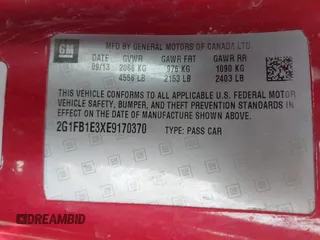 GM
MFD BY GENERAL MOTORS OF CANADA LTD
DATE GVWR GAWR FRT GAWR RR
09/13 2066 KG 976 KG 1090 KG
4556 LB 2153 LB 2403 LB
THIS VEHICLE CONFORMS TO ALL APPLICABLE U.S. FEDERAL MOTOR
VEHICLE SAFETY, BUMPER, AND THEFT PREVENTION STANDARDS IN
EFFECT ON THE DATE OF MANUFACTURE SHOWN ABOVE.
2G1FB1E3XE9170370 TYPE: PASS CAR
DREAMBID